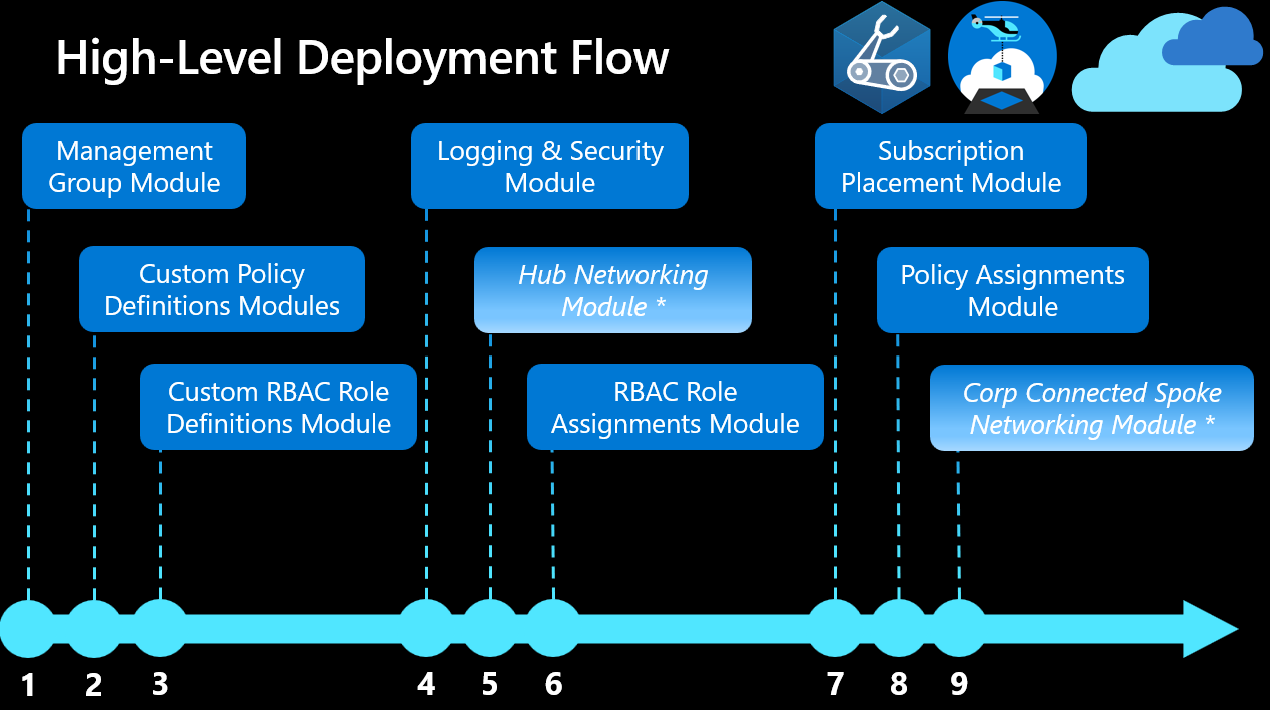 High-Level Deployment Flow
Management
Group Module
Logging & Security
Module
Subscription
Placement Module
Custom Policy
Definitions Modules
Hub Networking
Module *
Policy Assignments
Module
Custom RBAC Role
Definitions Module
RBAC Role
Assignments Module
Corp Connected Spoke
Networking Module *
1
2
3
4
5
6
7
8
9